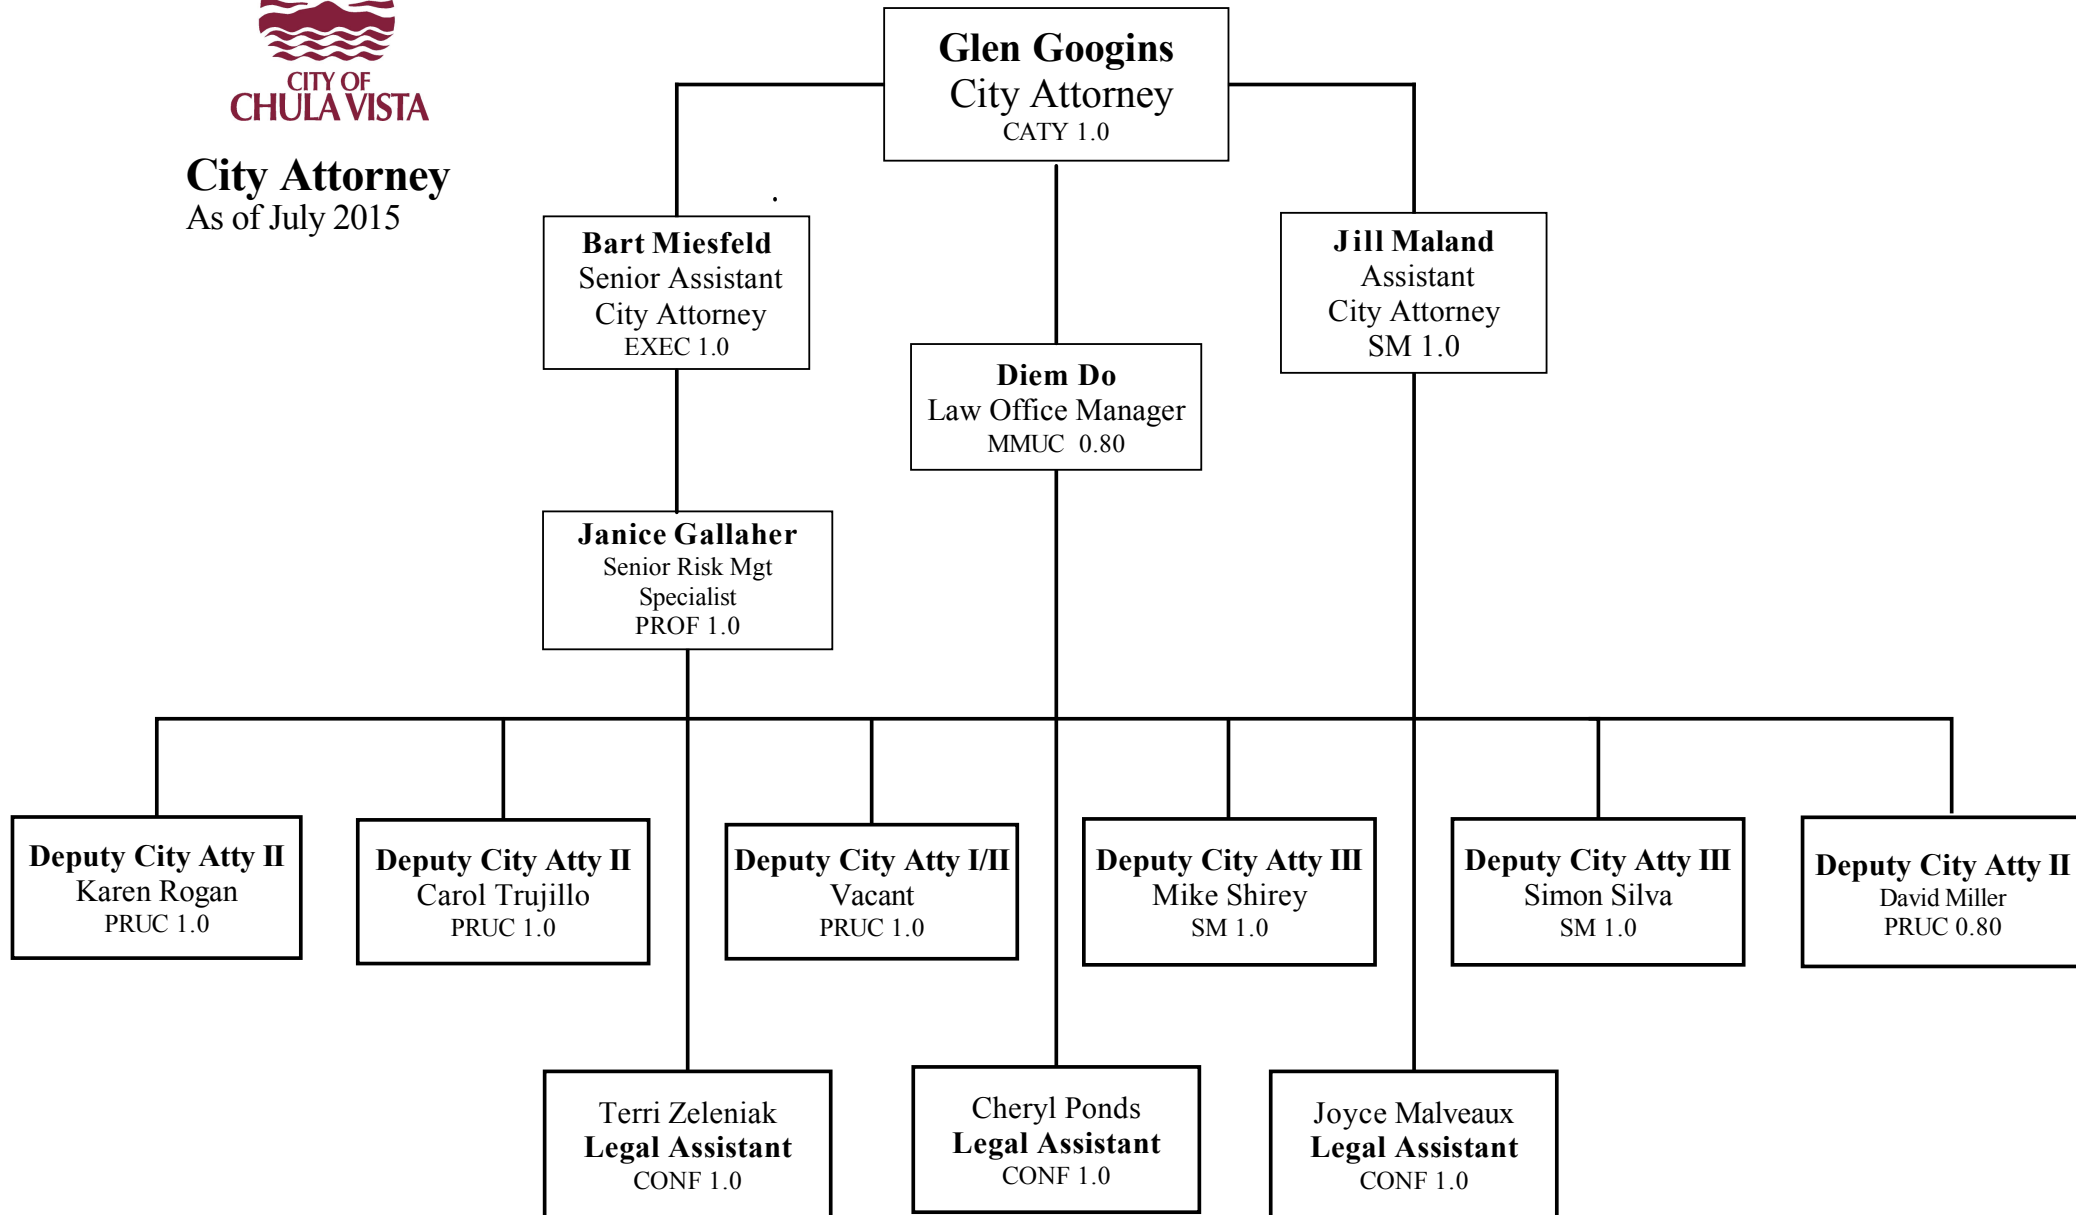 CITY OF
CHULA VISTA
City Attorney
As of July 2015
Glen Googins
City Attorney
CATY 1.0
Bart Miesfeld
Senior Assistant
City Attorney
EXEC 1.0
Jill Maland
Assistant
City Attorney
SM 1.0
Diem Do
Law Office Manager
MMUC 0.80
Janice Gallaher
Senior Risk Mgt
Specialist
PROF 1.0
Deputy City Atty II
Karen Rogan
PRUC 1.0
Deputy City Atty II
Carol Trujillo
PRUC 1.0
Deputy City Atty I/II
Vacant
PRUC 1.0
Deputy City Atty III
Mike Shirey
SM 1.0
Deputy City Atty III
Simon Silva
SM 1.0
Deputy City Atty II
David Miller
PRUC 0.80
Terri Zeleniak
Legal Assistant
CONF 1.0
Cheryl Ponds
Legal Assistant
CONF 1.0
Joyce Malveaux
Legal Assistant
CONF 1.0